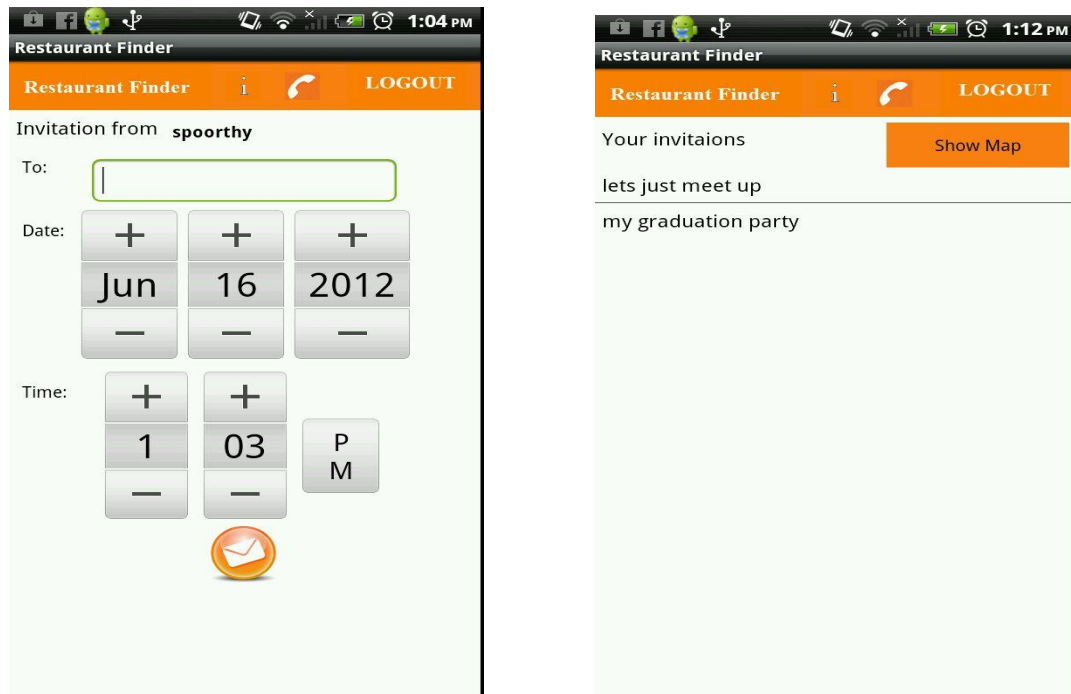 1:04 PM
Restaurant Finder
Restaurant Finder i LOGOUT
Invitation from spoorthy
To:
Date:
+ + +
Jun 16 2012
— — —
Time:
+ +
1 03 P
M
— —
1:12 PM
Restaurant Finder
Restaurant Finder i LOGOUT
Your invitaions Show Map
lets just meet up
my graduation party